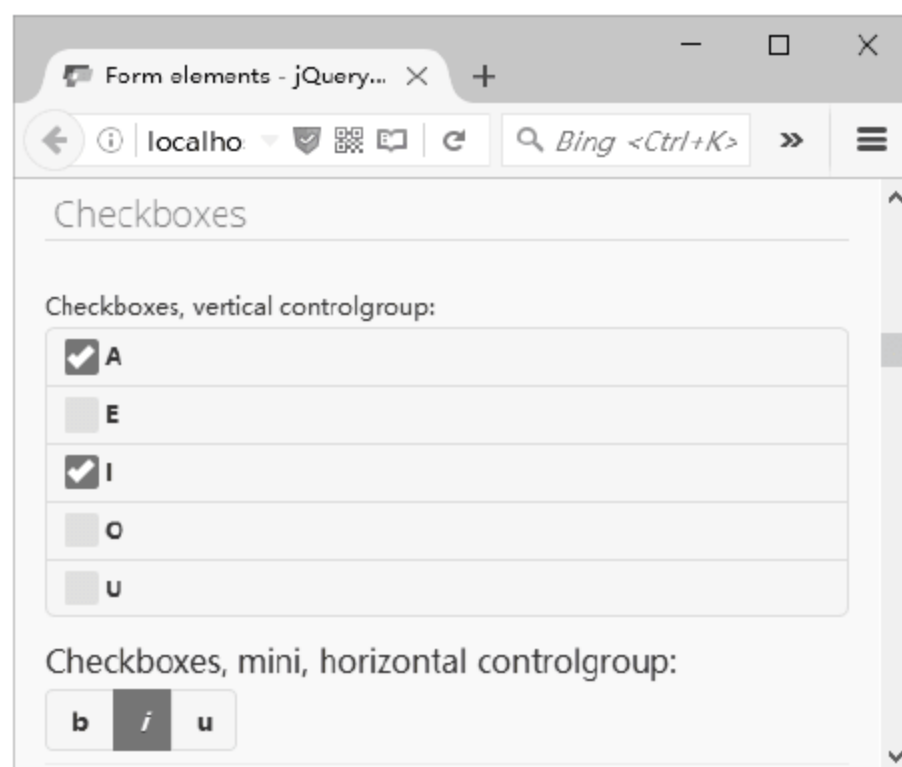 Form elements - jQuery...
localho
Bing <Ctrl+K>
Checkboxes
Checkboxes, vertical controlgroup:
A
E
I
O
U
Checkboxes, mini, horizontal controlgroup:
b i u